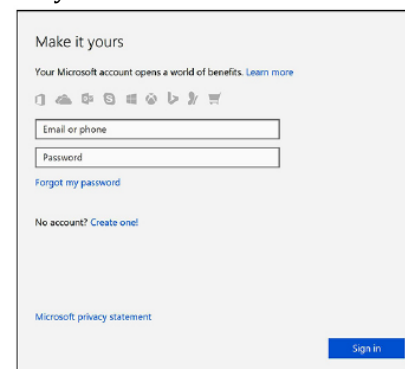 Make it yours
Your Microsoft account opens a world of benefits. Learn more
Email or phone
Password
Forgot my password
No account? Create one!
Microsoft privacy statement
Sign in